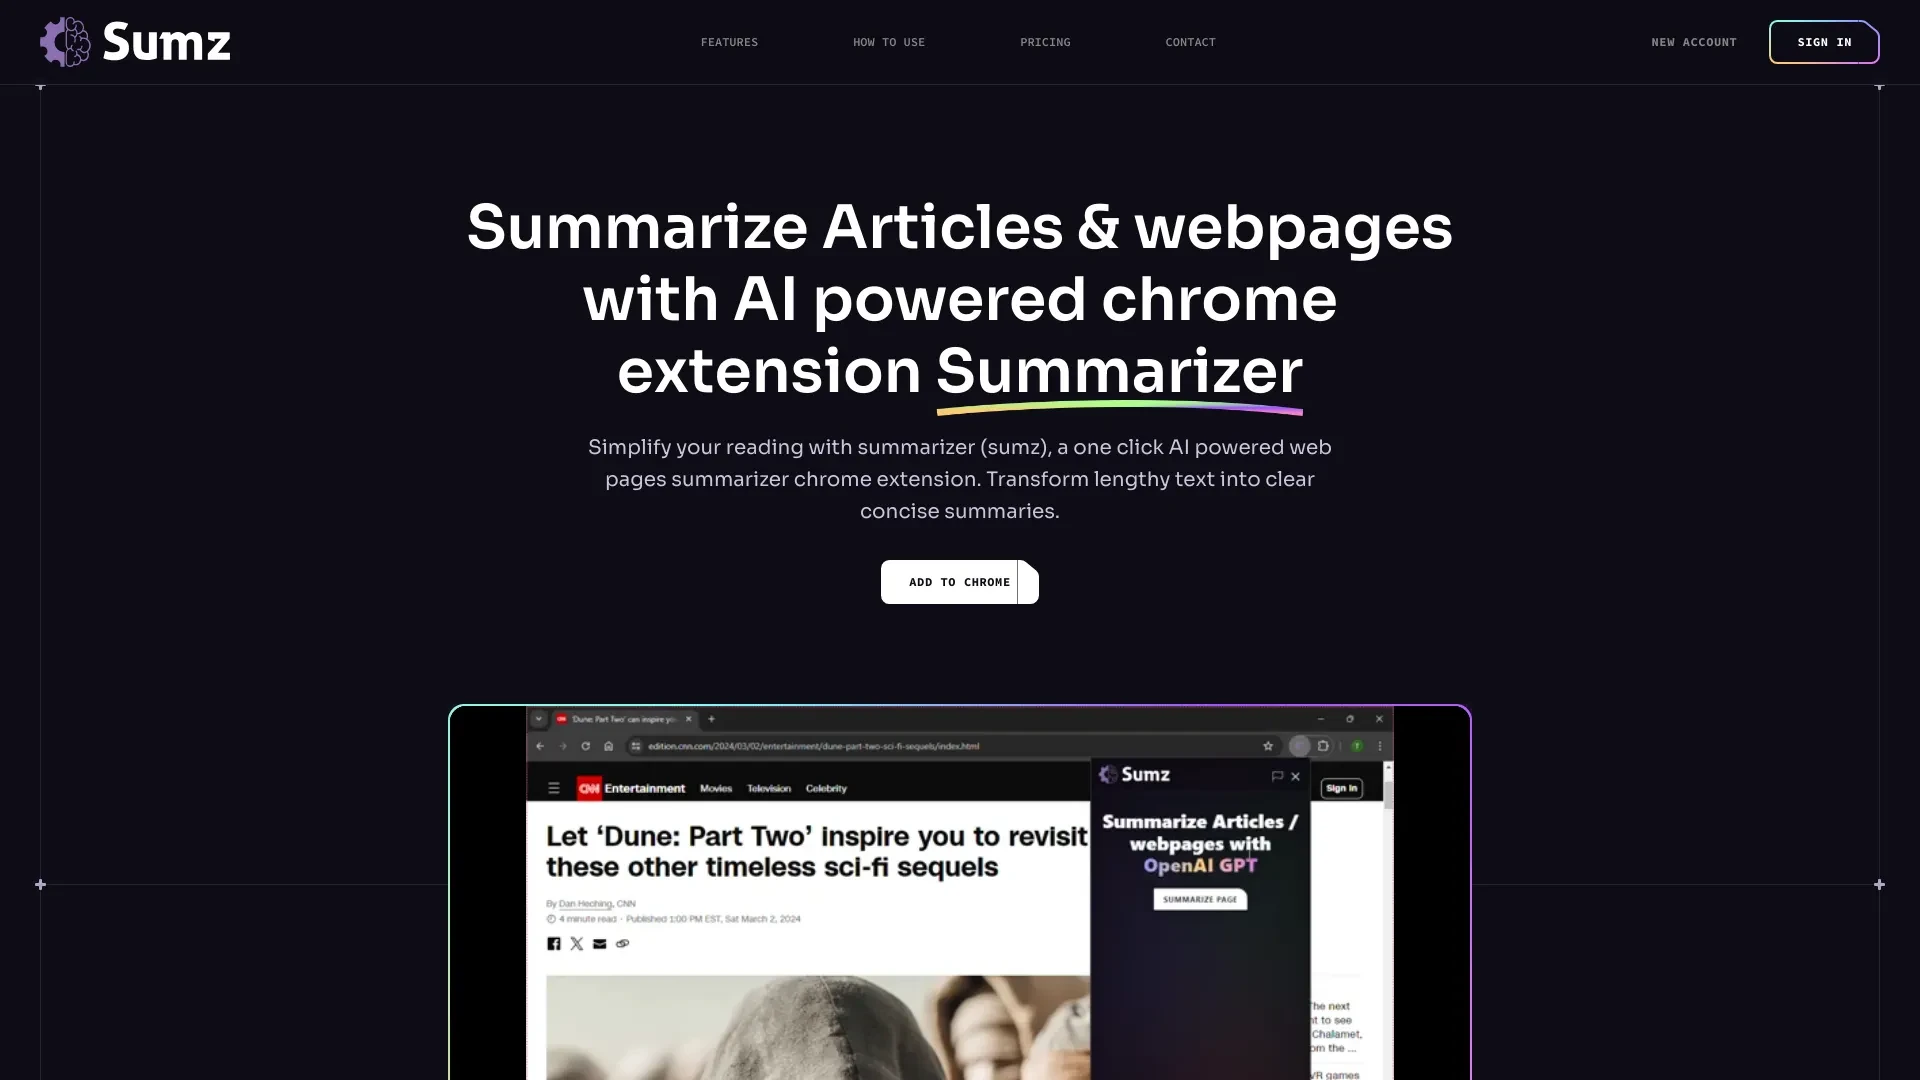 Sumz
FEATURES
HOW TO USE
PRICING
CONTACT
NEW ACCOUNT
SIGN IN
Summarize Articles & webpages
with AI powered chrome
extension Summarizer
Simplify your reading with summarizer (sumz), a one click AI powered web
pages summarizer chrome extension. Transform lengthy text into clear
concise summaries.
ADD TO CHROME
'Dune: Part Two' can inspire yo
edition.cnn.com/2024/03/02/entertainment/dune-part-two-sci-fi-sequels/index.html
CNN Entertainment
Movies
Television
Celebrity
Sign in
Let ‘Dune: Part Two’ inspire you to revisit
these other timeless sci-fi sequels
By Dan Heching, CNN
4 minute read · Published 1:00 PM EST, Sat March 2, 2024
Sumz
Summarize Articles /
webpages with
OpenAI GPT
SUMMARIZE PAGE
The next
nt to see
Chalamet,
om the ...
VR games